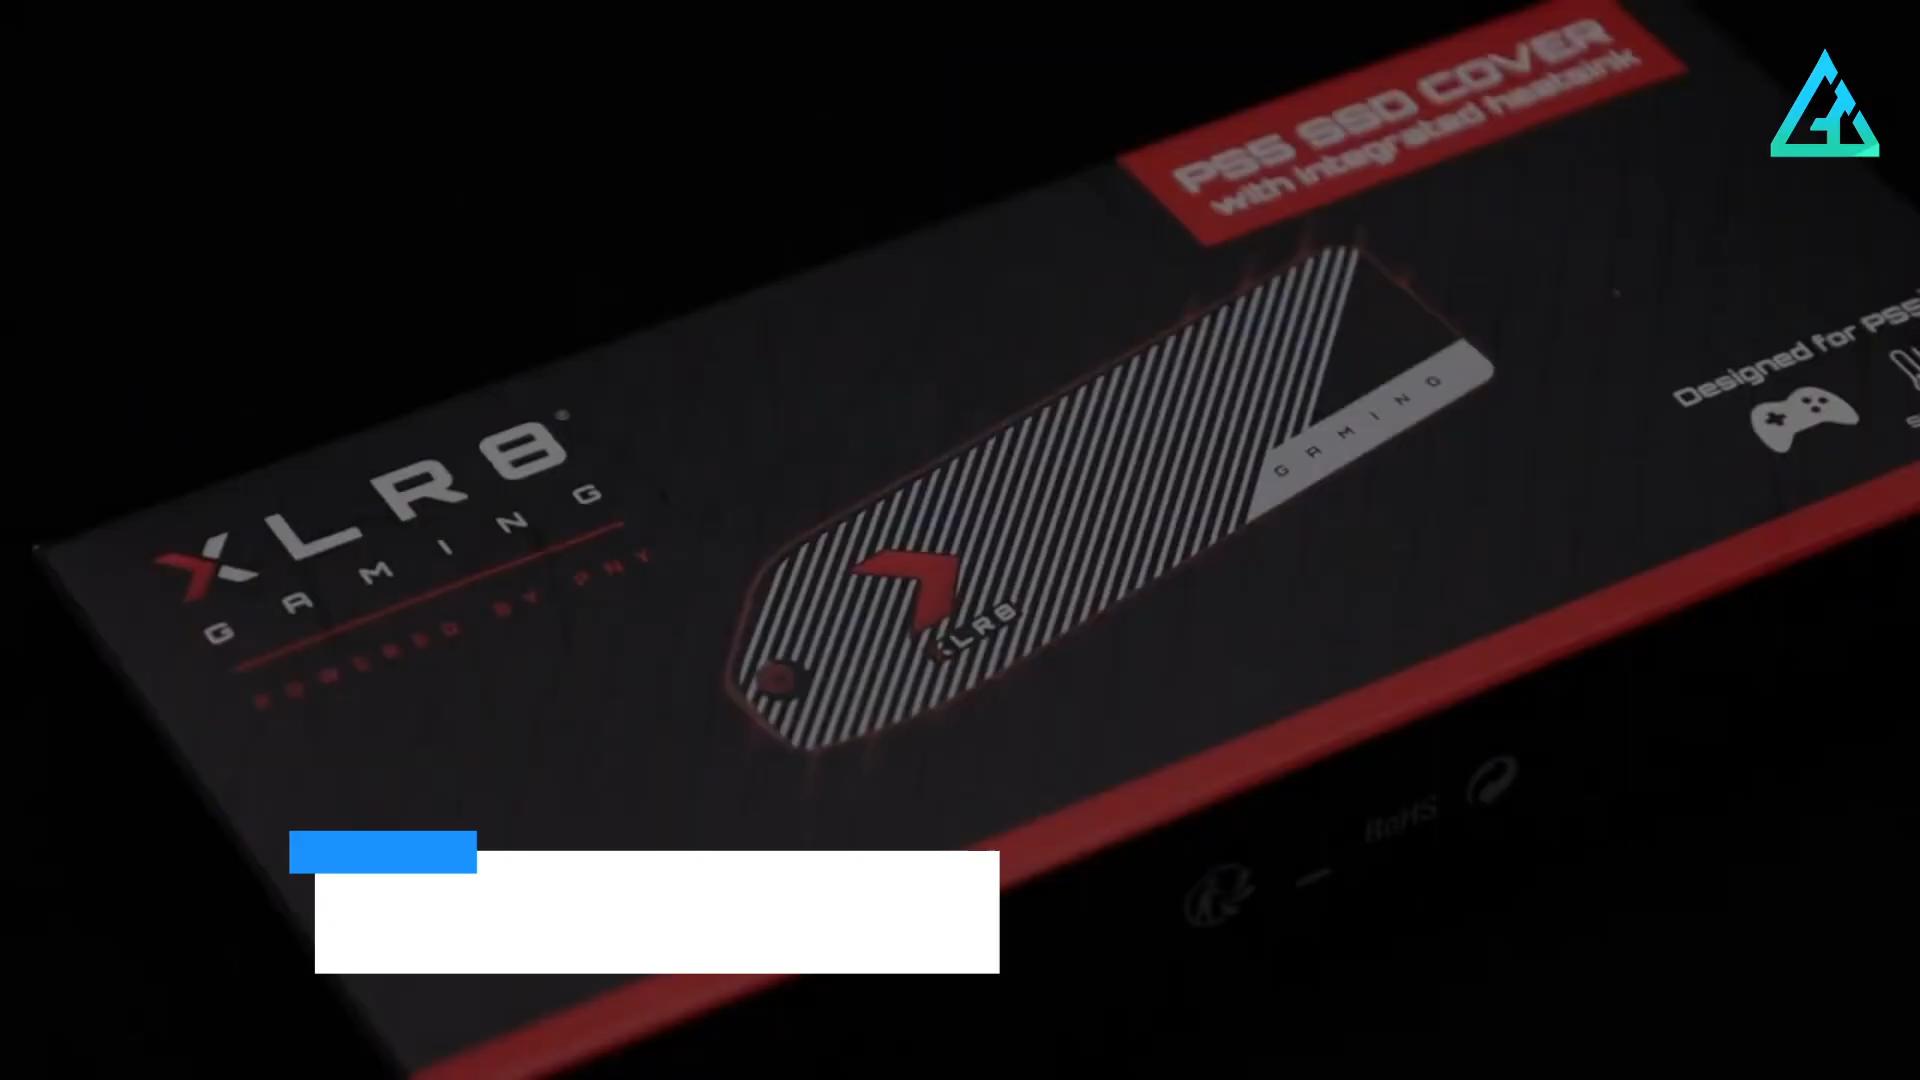 PS5 SSD COVER
with integrated heatsink
Designed for PS5
XLR8®
GAMING
POWERED BY PNY
XLR8
GAMING
RoHS